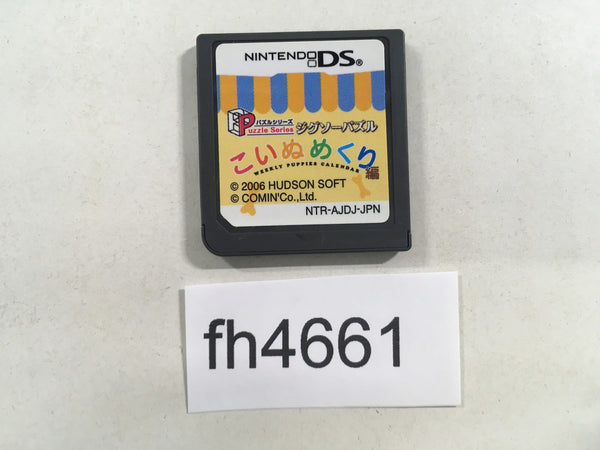 NINTENDO DS
パズルシリーズ
Puzzle Series ジグソーパズル
こいぬめくり編
WEEKLY PUPPIES CALENDAR
© 2006 HUDSON SOFT
© COMIN'Co.,Ltd.
NTR-AJDJ-JPN
fh4661